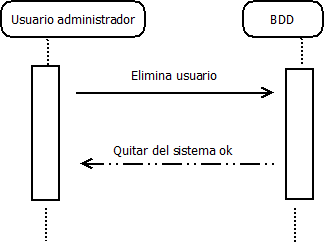 Usuario administrador
BDD
Elimina usuario
Quitar del sistema ok